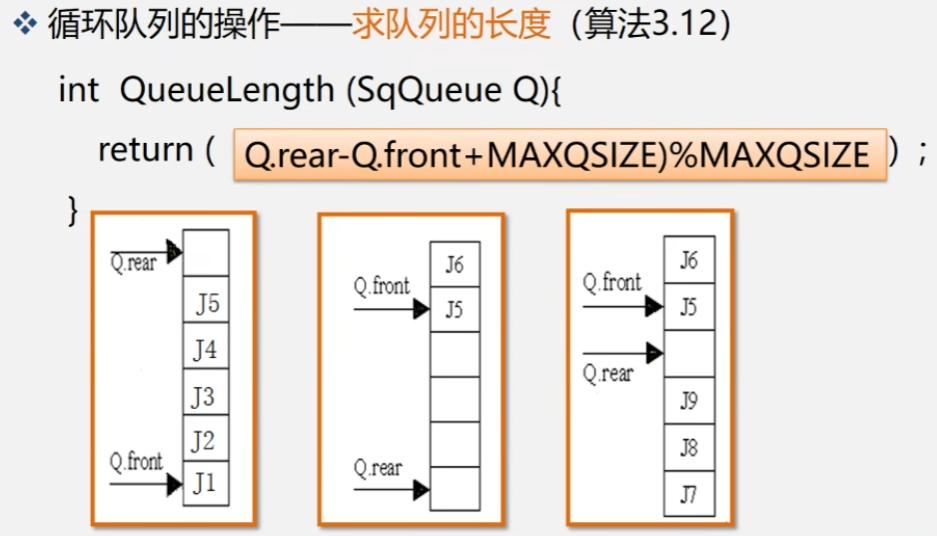 ❖ 循环队列的操作——求队列的长度（算法3.12）
int QueueLength (SqQueue Q){
return ( Q.rear-Q.front+MAXQSIZE)%MAXQSIZE ) ;
}
Q.rear
J5
J4
J3
J2
Q.front
J1
J6
Q.front
J5
Q.rear
J6
Q.front
J5
Q.rear
J9
J8
J7